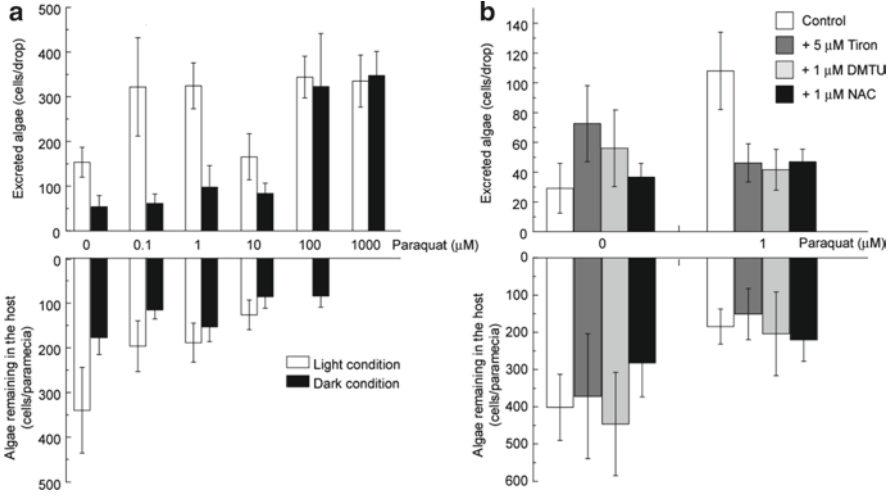 a
Excreted algae (cells/drop)
500
400
300
200
100
0
0 0.1 1 10 100 1000 Paraquat (μM)
0
100
200
300
400
500
Algae remaining in the host
(cells/paramecia)
Light condition
Dark condition
b
Excreted algae (cells/drop)
140
120
100
80
60
40
20
0
Control
+ 5 μM Tiron
+ 1 μM DMTU
+ 1 μM NAC
0 1 Paraquat (μM)
0
100
200
300
400
500
600
Algae remaining in the host
(cells/paramecia)